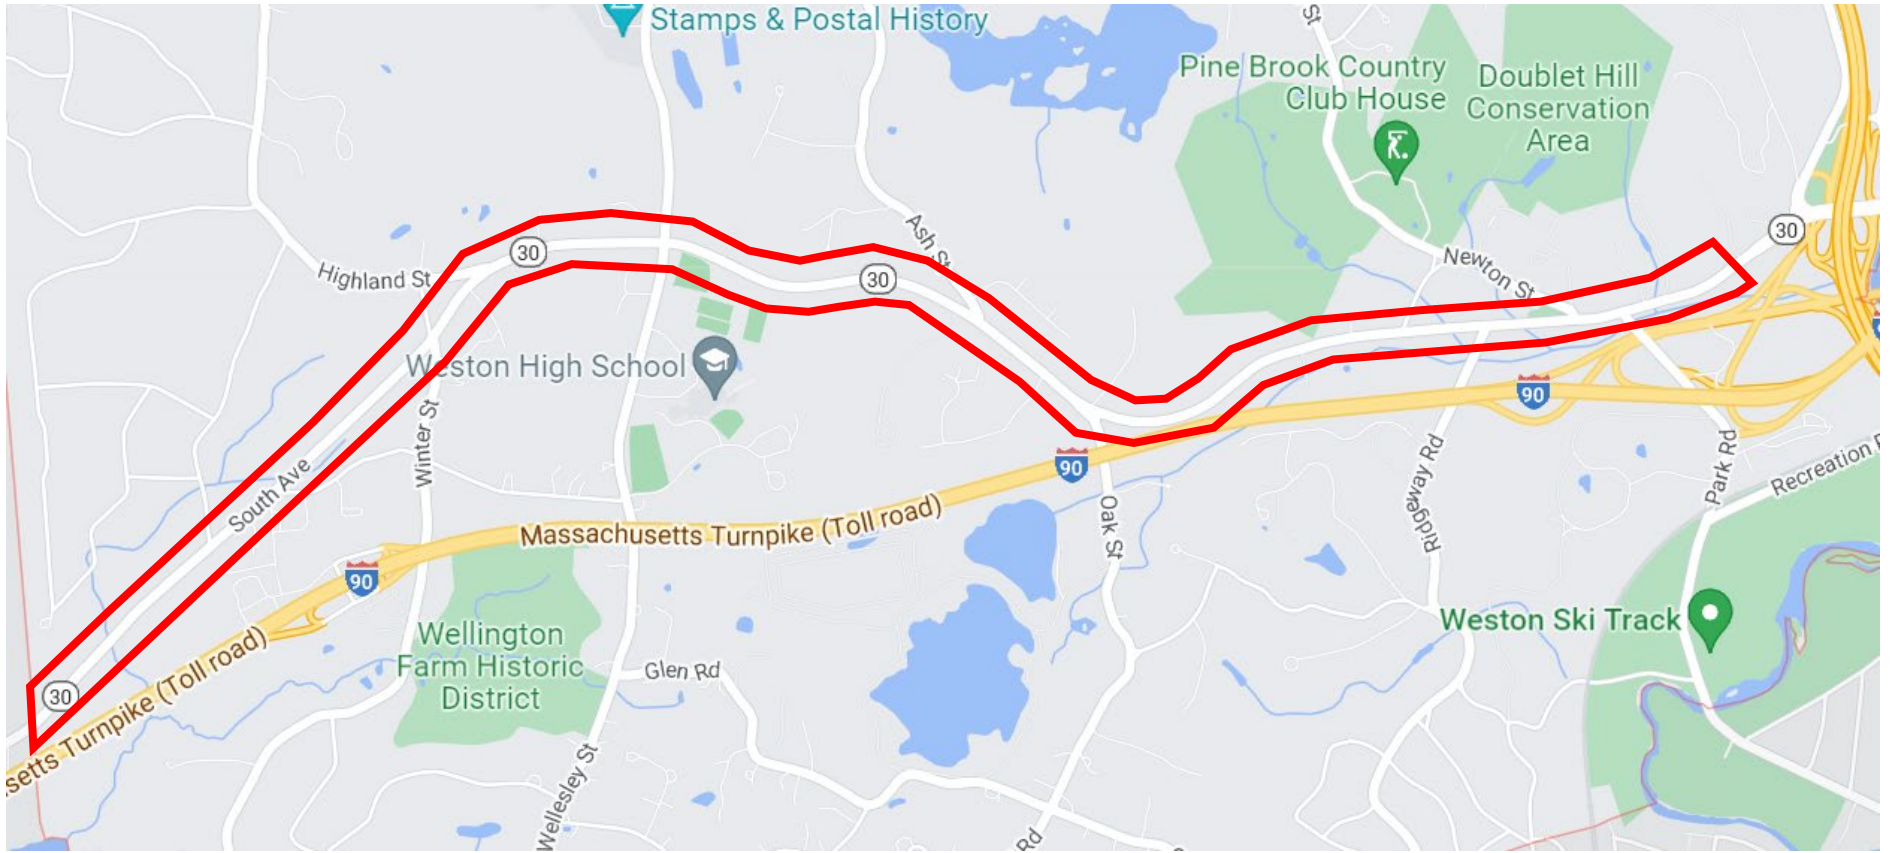 Stamps & Postal History
St
Pine Brook Country
Club House
Doublet Hill
Conservation
Area
Ash St
30
30
30
Highland St
Newton St
Weston High School
90
Winter St
South Ave
90
Ridgeway Rd
Park Rd
Recreation R
Massachusetts Turnpike (Toll road)
Oak St
90
Wellington
Farm Historic
District
Weston Ski Track
Glen Rd
30
setts Turnpike (Toll road)
Wellesley St
Rd